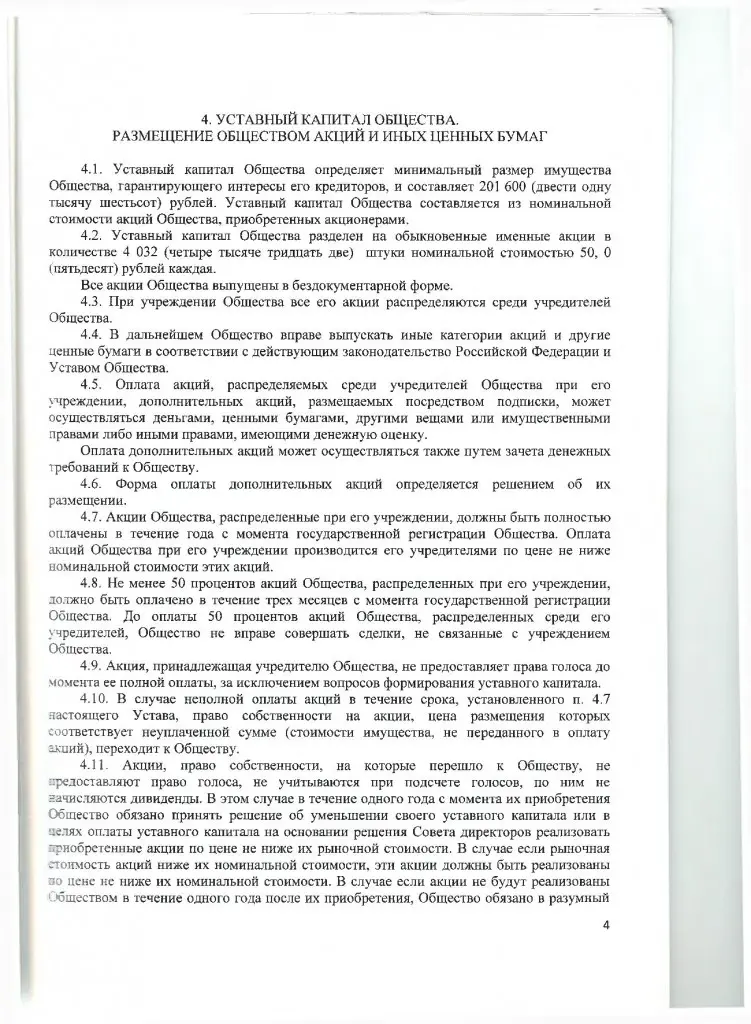 4. УСТАВНЫЙ КАПИТАЛ ОБЩЕСТВА.
РАЗМЕЩЕНИЕ ОБЩЕСТВОМ АКЦИЙ И ИНЫХ ЦЕННЫХ БУМАГ
4.1. Уставный капитал Общества определяет минимальный размер имущества
Общества, гарантирующего интересы его кредиторов, и составляет 201 600 (двести одну
тысячу шестьсот) рублей. Уставный капитал Общества составляется из номинальной
стоимости акций Общества, приобретенных акционерами.
4.2. Уставный капитал Общества разделен на обыкновенные именные акции в
количестве 4 032 (четыре тысяче тридцать две) штуки номинальной стоимостью 50, 0
(пятьдесят) рублей каждая.
Все акции Общества выпущены в бездокументарной форме.
4.3. При учреждении Общества все его акции распределяются среди учредителей
Общества.
4.4. В дальнейшем Общество вправе выпускать иные категории акций и другие
ценные бумаги в соответствии с действующим законодательство Российской Федерации и
Уставом Общества.
4.5. Оплата акций, распределяемых среди учредителей Общества при его
учреждении, дополнительных акций, размещаемых посредством подписки, может
осуществляться деньгами, ценными бумагами, другими вещами или имущественными
правами либо иными правами, имеющими денежную оценку.
Оплата дополнительных акций может осуществляться также путем зачета денежных
требований к Обществу.
4.6. Форма оплаты дополнительных акций определяется решением об их
размещении.
4.7. Акции Общества, распределенные при его учреждении, должны быть полностью
оплачены в течение года с момента государственной регистрации Общества. Оплата
акций Общества при его учреждении производится его учредителями по цене не ниже
номинальной стоимости этих акций.
4.8. Не менее 50 процентов акций Общества, распределенных при его учреждении,
должно быть оплачено в течение трех месяцев с момента государственной регистрации
Общества. До оплаты 50 процентов акций Общества, распределенных среди его
учредителей, Общество не вправе совершать сделки, не связанные с учреждением
Общества.
4.9. Акция, принадлежащая учредителю Общества, не предоставляет права голоса до
момента ее полной оплаты, за исключением вопросов формирования уставного капитала.
4.10. В случае неполной оплаты акций в течение срока, установленного п. 4.7
настоящего Устава, право собственности на акции, цена размещения которых
соответствует неуплаченной сумме (стоимости имущества, не переданного в оплату
акций), переходит к Обществу.
4.11. Акции, право собственности, на которые перешло к Обществу, не
предоставляют право голоса, не учитываются при подсчете голосов, по ним не
начисляются дивиденды. В этом случае в течение одного года с момента их приобретения
Общество обязано принять решение об уменьшении своего уставного капитала или в
целях оплаты уставного капитала на основании решения Совета директоров реализовать
приобретенные акции по цене не ниже их рыночной стоимости. В случае если рыночная
стоимость акций ниже их номинальной стоимости, эти акции должны быть реализованы
по цене не ниже их номинальной стоимости. В случае если акции не будут реализованы
Обществом в течение одного года после их приобретения, Общество обязано в разумный
4